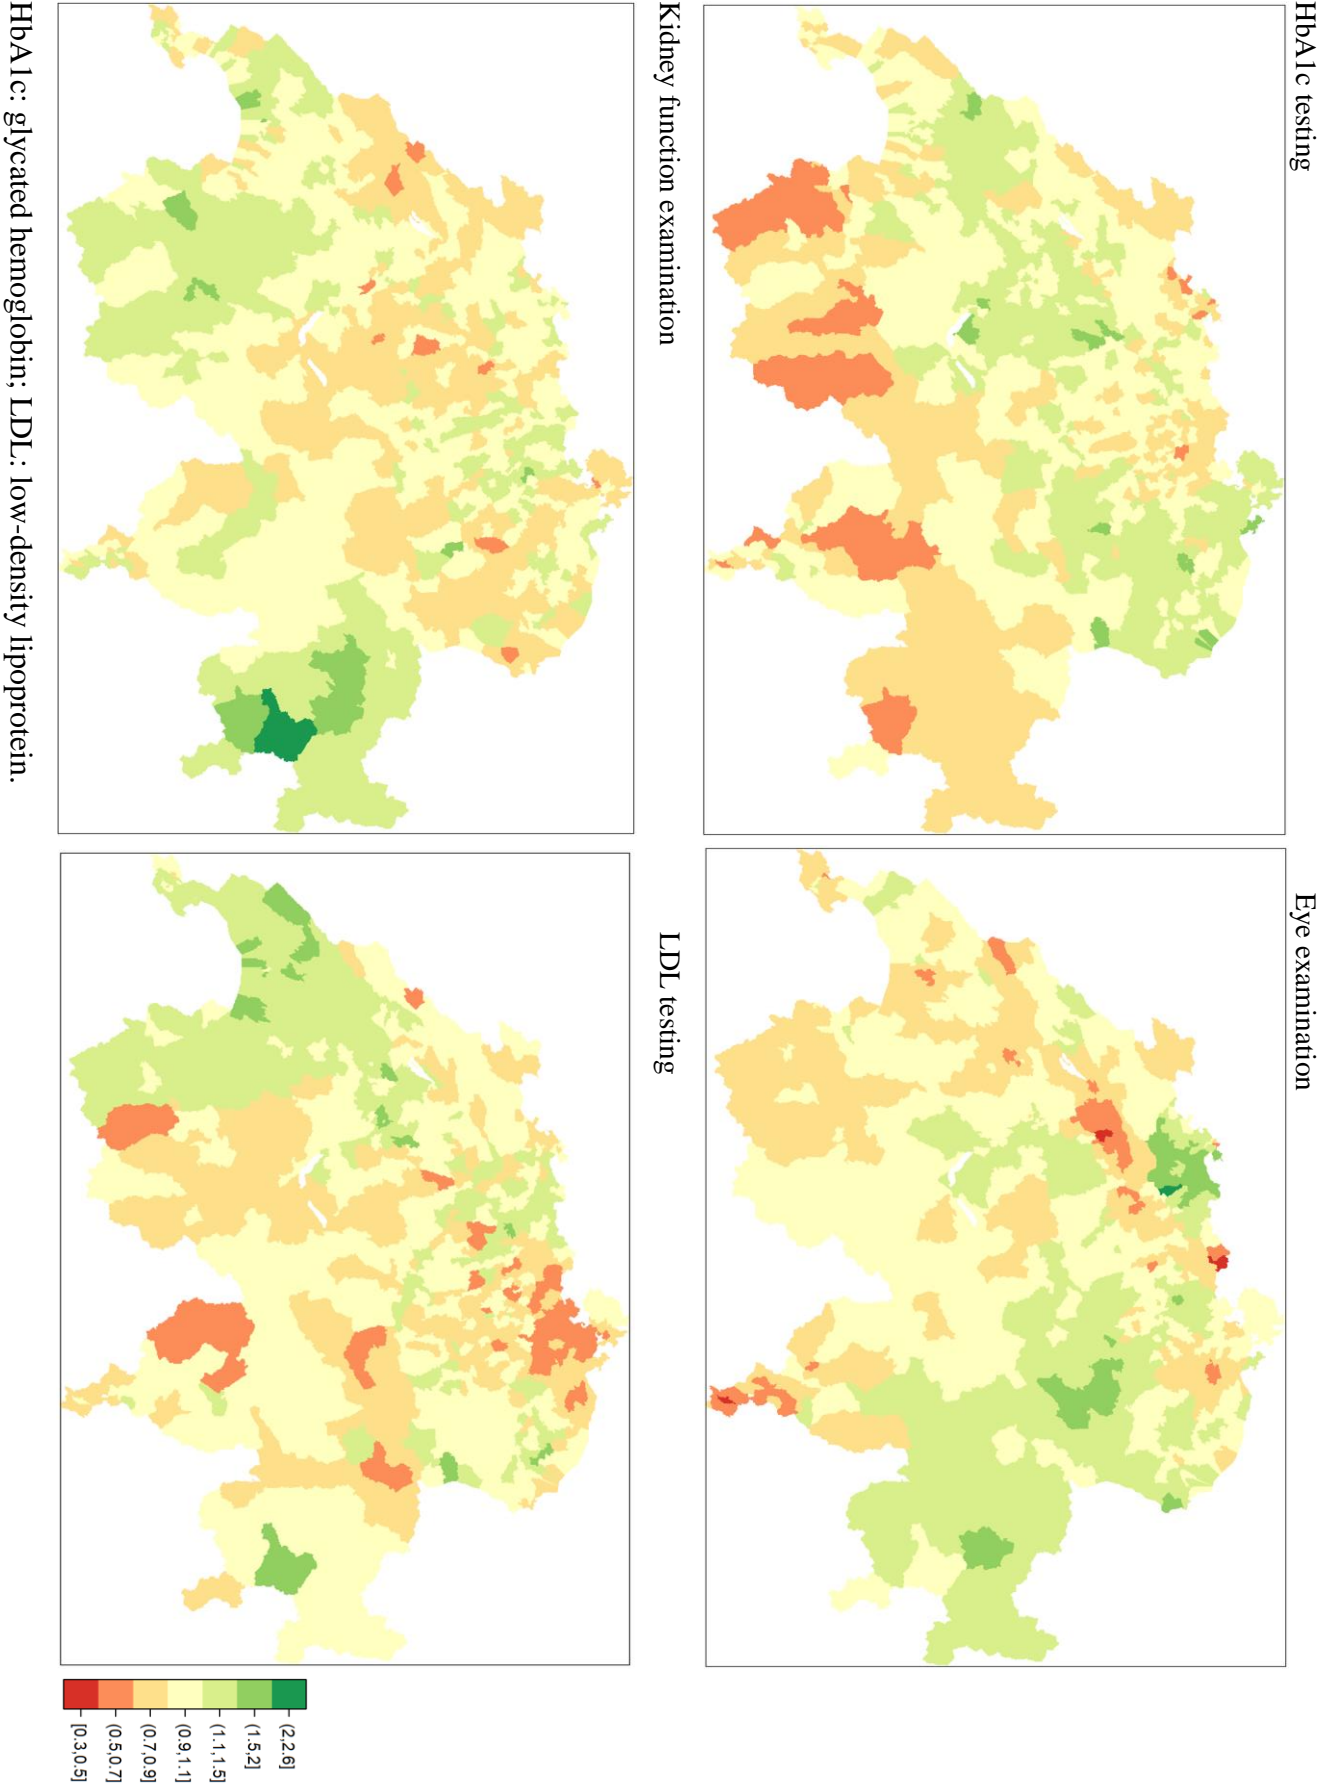 HbA1c testing
Eye examination
Kidney function examination
LDL testing
[0.3,0.5]
(0.5,0.7]
(0.7,0.9]
(0.9,1.1]
(1.1,1.5]
(1.5,2]
(2,2.6]
HbA1c: glycated hemoglobin; LDL: low-density lipoprotein.